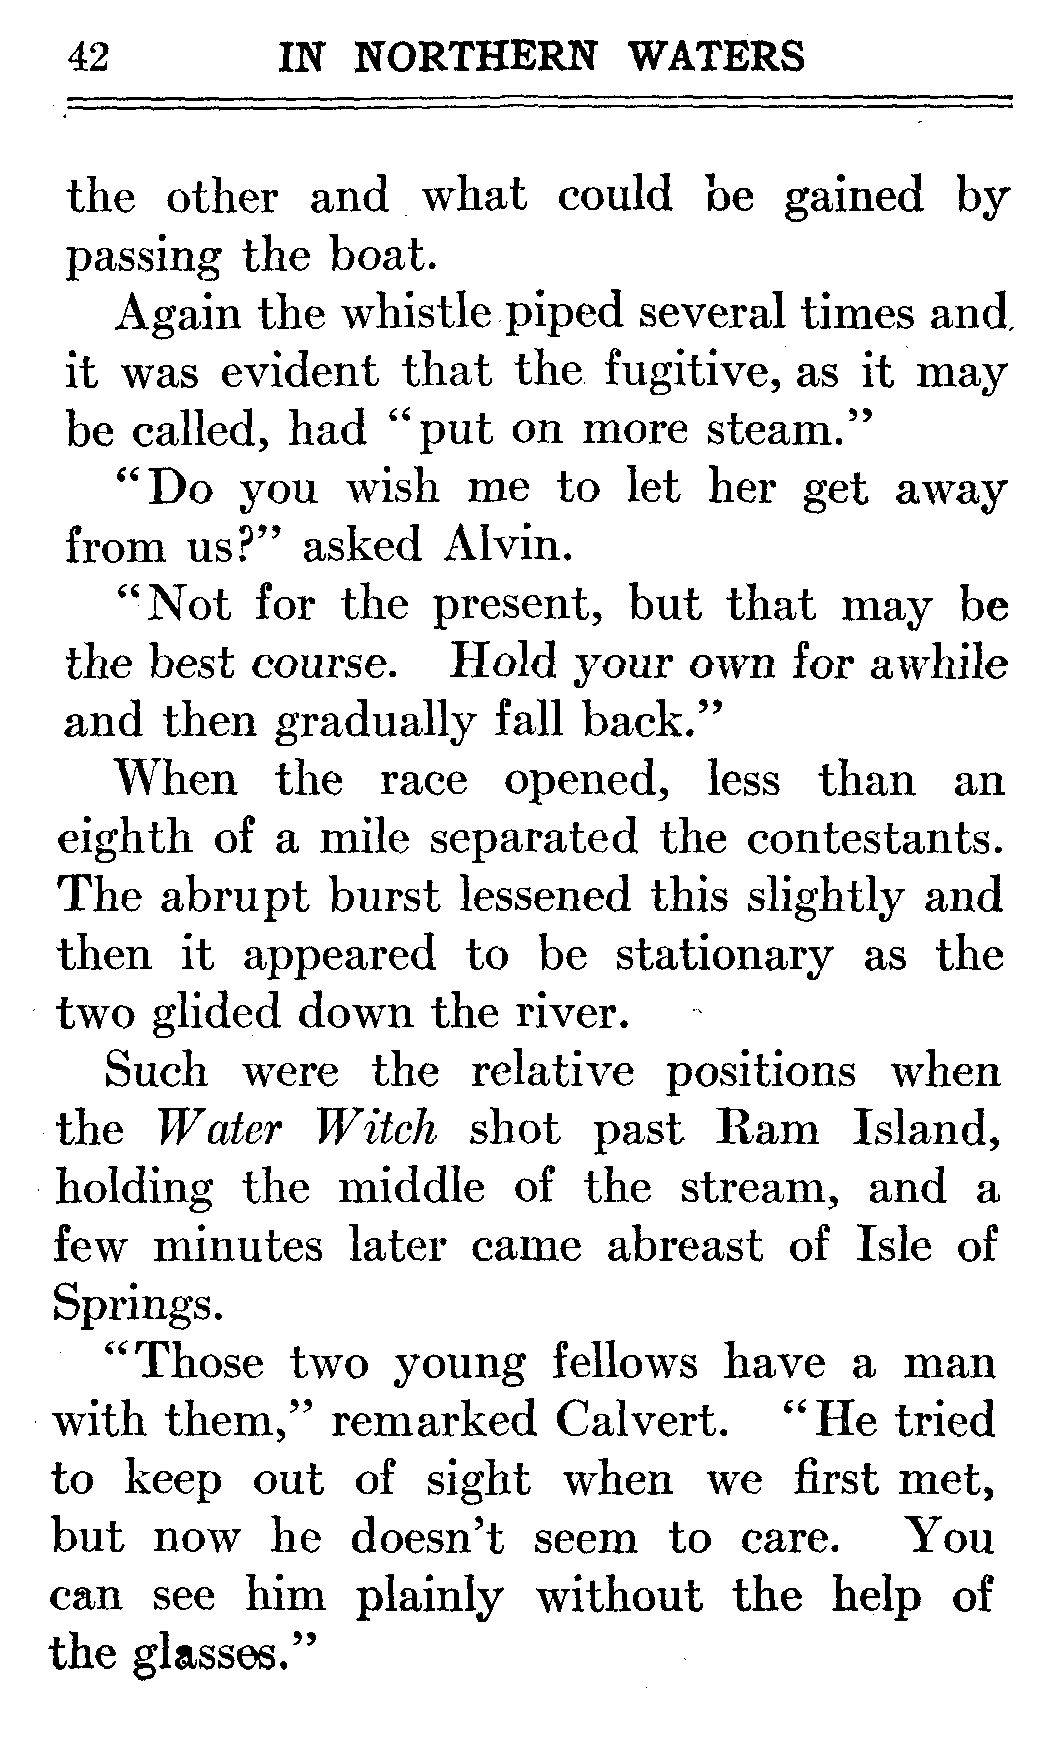 42 IN NORTHERN WATERS
the other and what could be gained by
passing the boat.
Again the whistle piped several times and
it was evident that the fugitive, as it may
be called, had “put on more steam.”
“Do you wish me to let her get away
from us?” asked Alvin.
“Not for the present, but that may be
the best course. Hold your own for awhile
and then gradually fall back.”
When the race opened, less than an
eighth of a mile separated the contestants.
The abrupt burst lessened this slightly and
then it appeared to be stationary as the
two glided down the river.
Such were the relative positions when
the Water Witch shot past Ram Island,
holding the middle of the stream, and a
few minutes later came abreast of Isle of
Springs.
“Those two young fellows have a man
with them,” remarked Calvert. “He tried
to keep out of sight when we first met,
but now he doesn’t seem to care. You
can see him plainly without the help of
the glasses.”